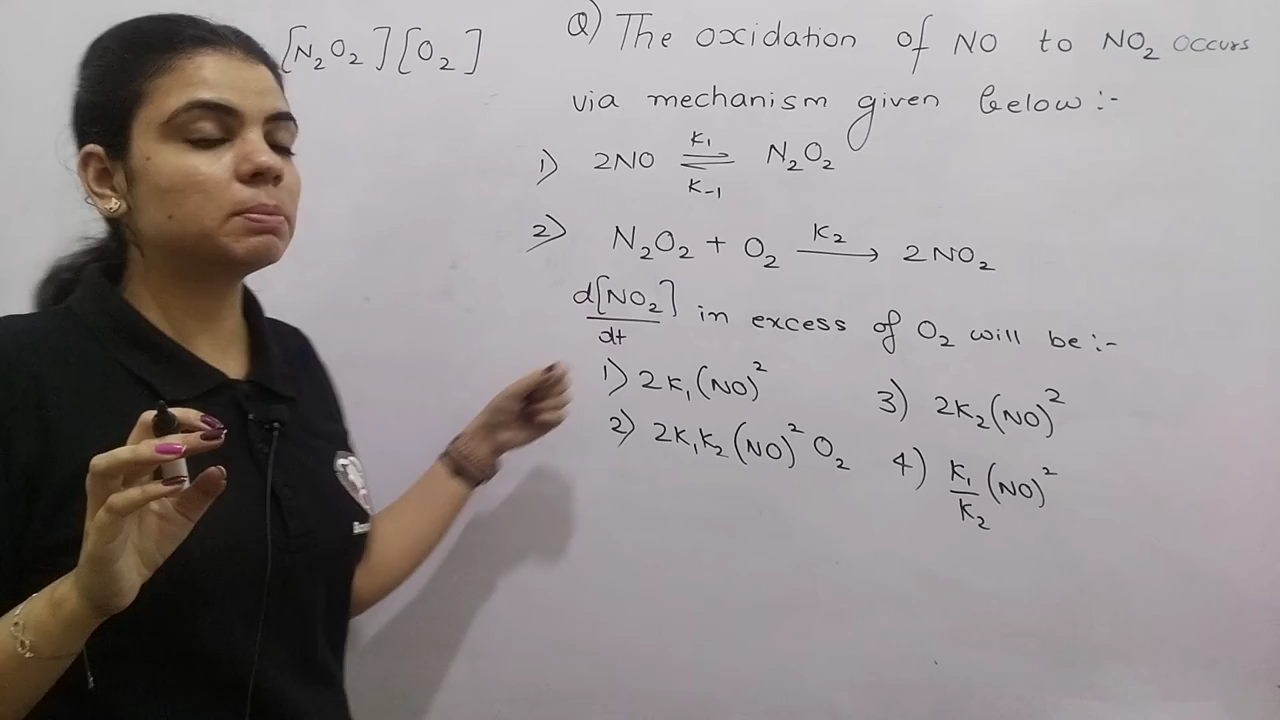 [N₂O₂][O₂]
Q) The oxidation of NO to NO₂ occurs
via mechanism given below :-
1) 2NO ⇌ N₂O₂
K₁
K₋₁
2) N₂O₂ + O₂ → 2NO₂
K₂
d[NO₂]/dt in excess of O₂ will be :-
1) 2K₁(NO)²
2) 2K₁K₂(NO)² O₂
3) 2K₂(NO)²
4) K₁/K₂ (NO)²